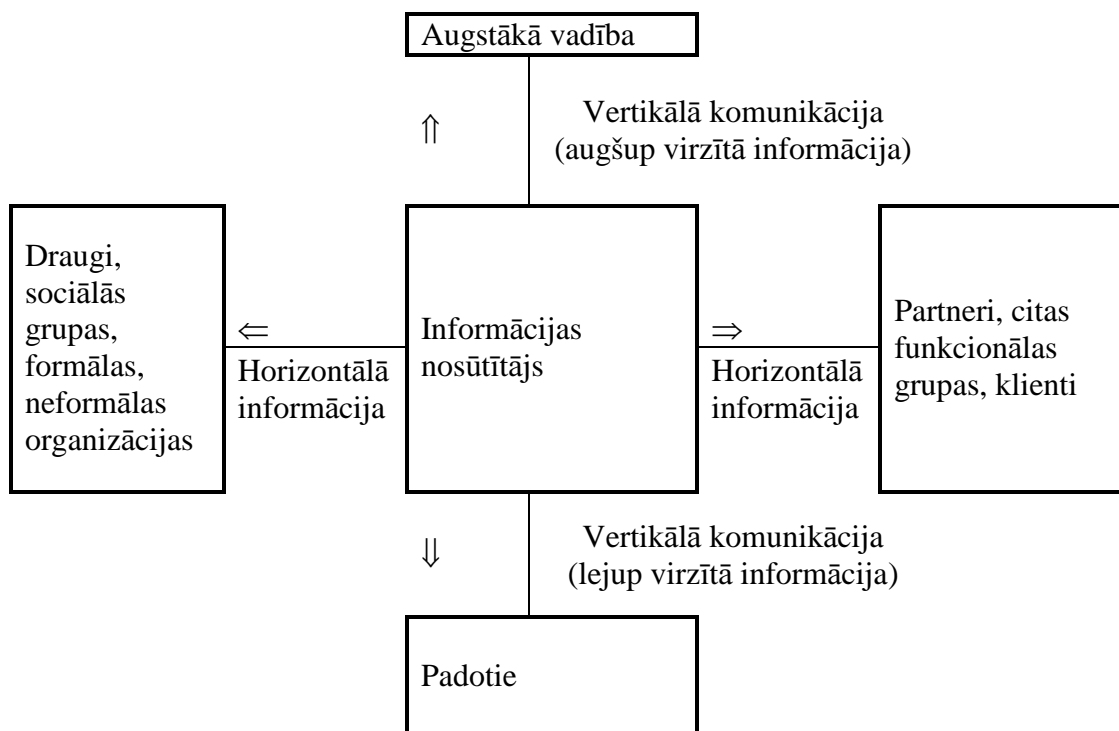 Augstākā vadība
⇑
Vertikālā komunikācija
(augšup virzītā informācija)
Draugi,
sociālās
grupas,
formālas,
neformālas
organizācijas
⇐
Horizontālā
informācija
Informācijas
nosūtītājs
⇒
Horizontālā
informācija
Partneri, citas
funkcionālas
grupas, klienti
⇓
Vertikālā komunikācija
(lejup virzītā informācija)
Padotie